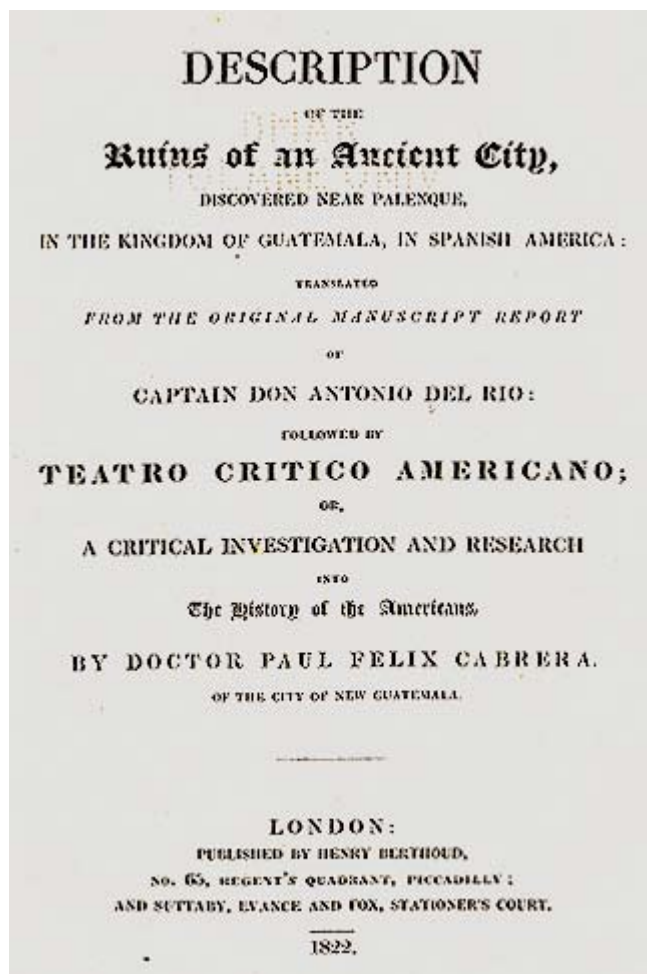 DESCRIPTION
OF THE
Ruins of an Ancient City,
DISCOVERED NEAR PALENQUE,
IN THE KINGDOM OF GUATEMALA, IN SPANISH AMERICA:
TRANSLATED
FROM THE ORIGINAL MANUSCRIPT REPORT
OF
CAPTAIN DON ANTONIO DEL RIO:
FOLLOWED BY
TEATRO CRITICO AMERICANO;
OR,
A CRITICAL INVESTIGATION AND RESEARCH
INTO
The History of the Americans,
BY DOCTOR PAUL FELIX CABRERA.
OF THE CITY OF NEW GUATEMALA.
LONDON:
PUBLISHED BY HENRY BERTHOUD,
NO. 65, REGENT'S QUADRANT, PICCADILLY;
AND SUTTABY, EVANCE AND FOX, STATIONER'S COURT.
1822.